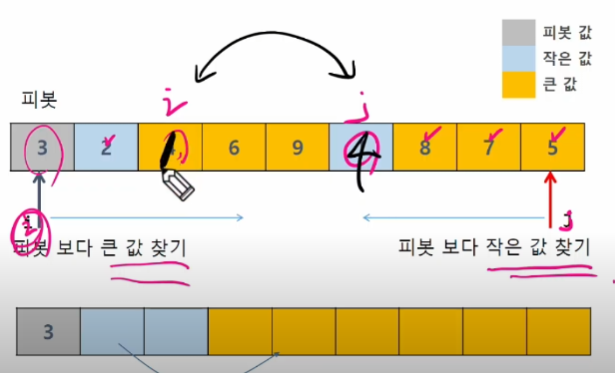 피봇 값
작은 값
큰 값
피봇
i
j
3 2 1 6 9 4 8 7 5
i j
피봇 보다 큰 값 찾기
피봇 보다 작은 값 찾기
3